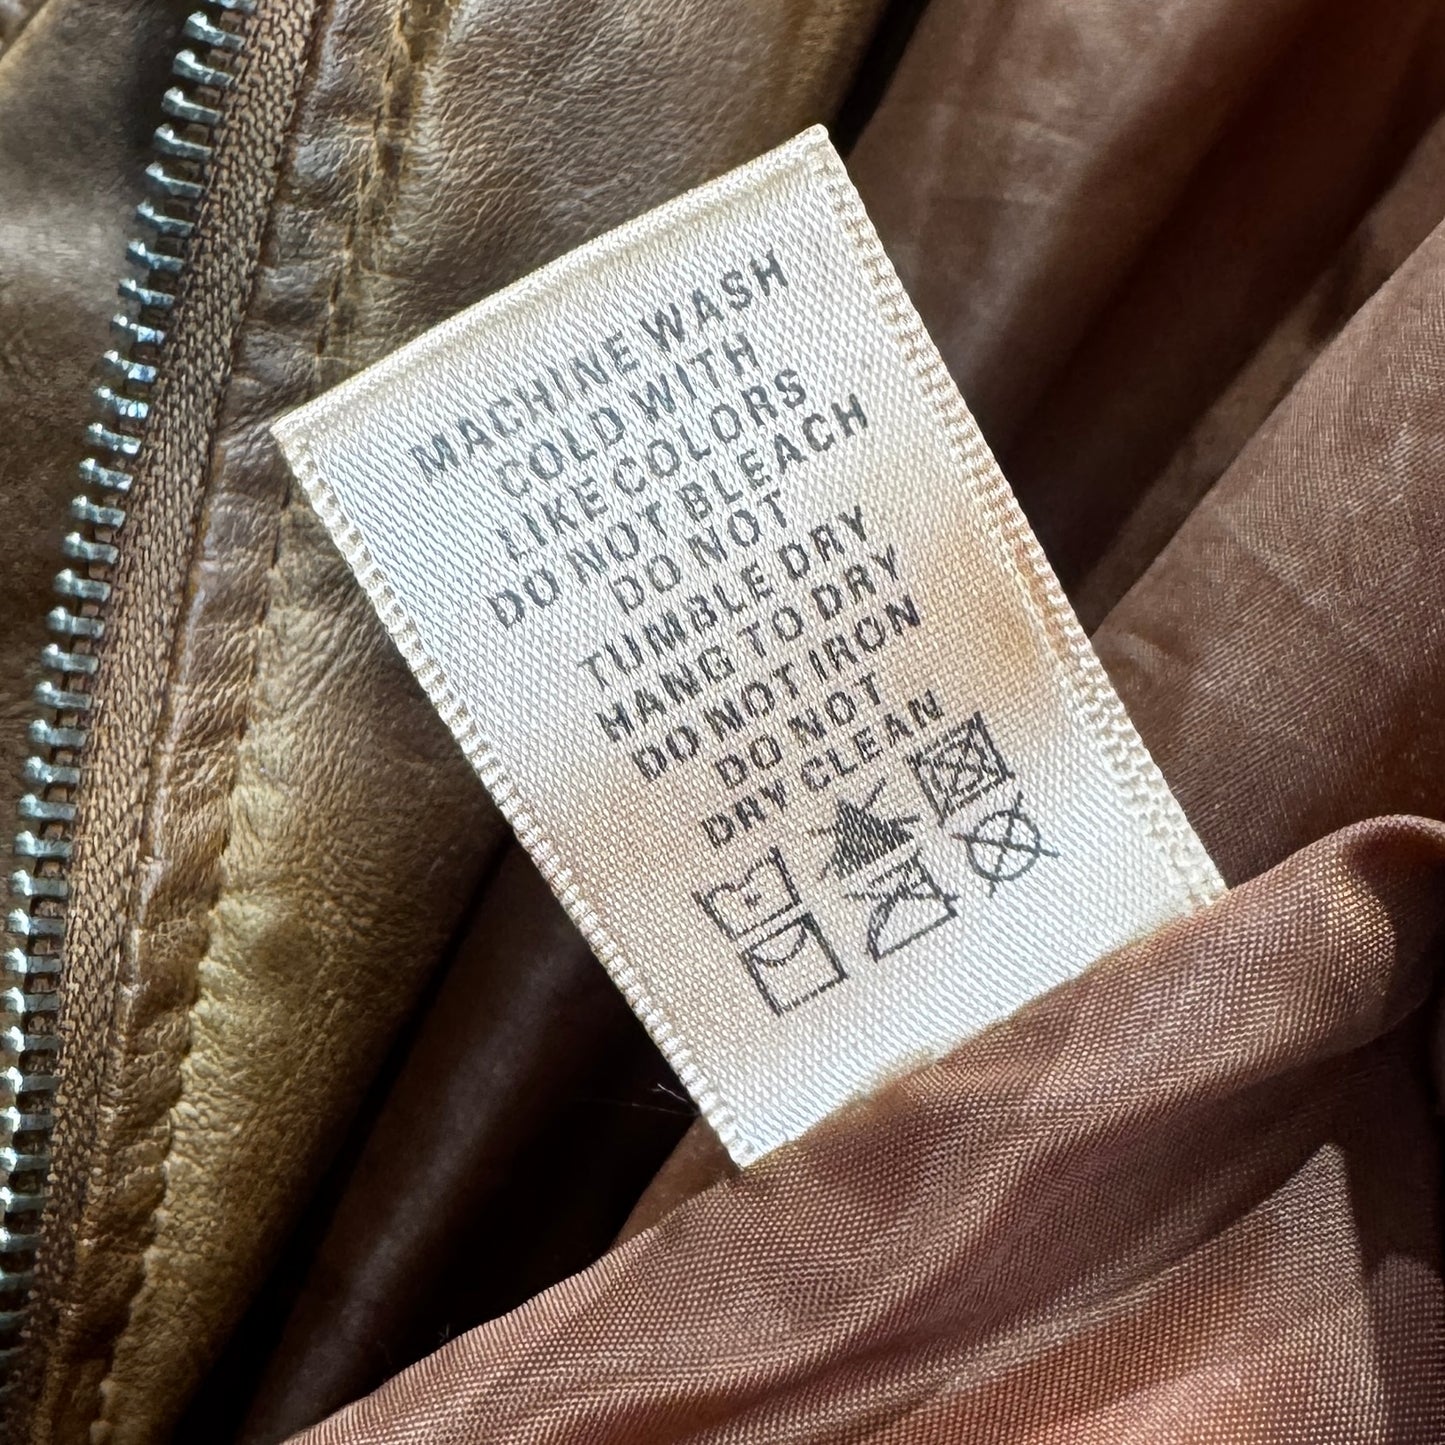 MACHINE WASH
COLD WITH
LIKE COLORS
DO NOT BLEACH
DO NOT
TUMBLE DRY
HANG TO DRY
DO NOT IRON
DO NOT
DRY CLEAN